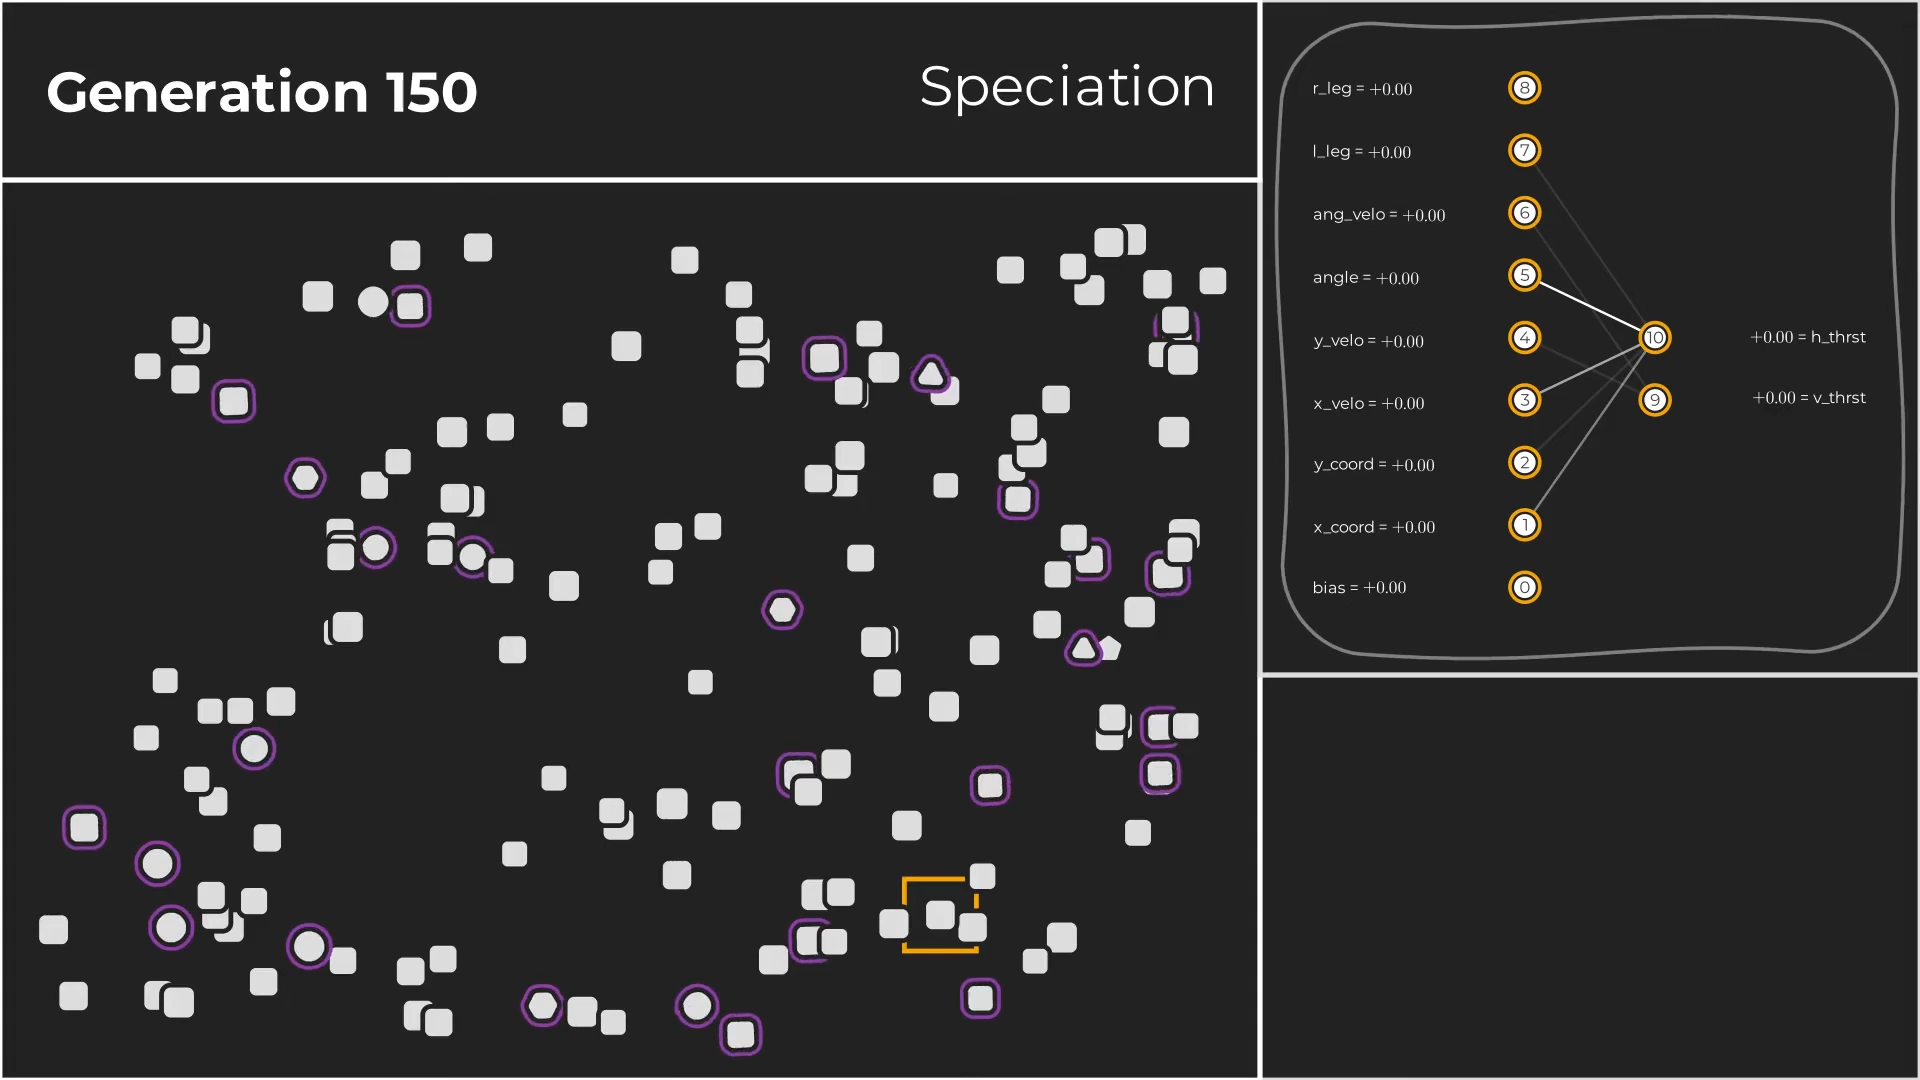 Generation 150
Speciation
r_leg = +0.00
8
l_leg = +0.00
7
ang_velo = +0.00
6
angle = +0.00
5
y_velo = +0.00
4
10
+0.00 = h_thrst
x_velo = +0.00
3
9
+0.00 = v_thrst
y_coord = +0.00
2
x_coord = +0.00
1
bias = +0.00
0